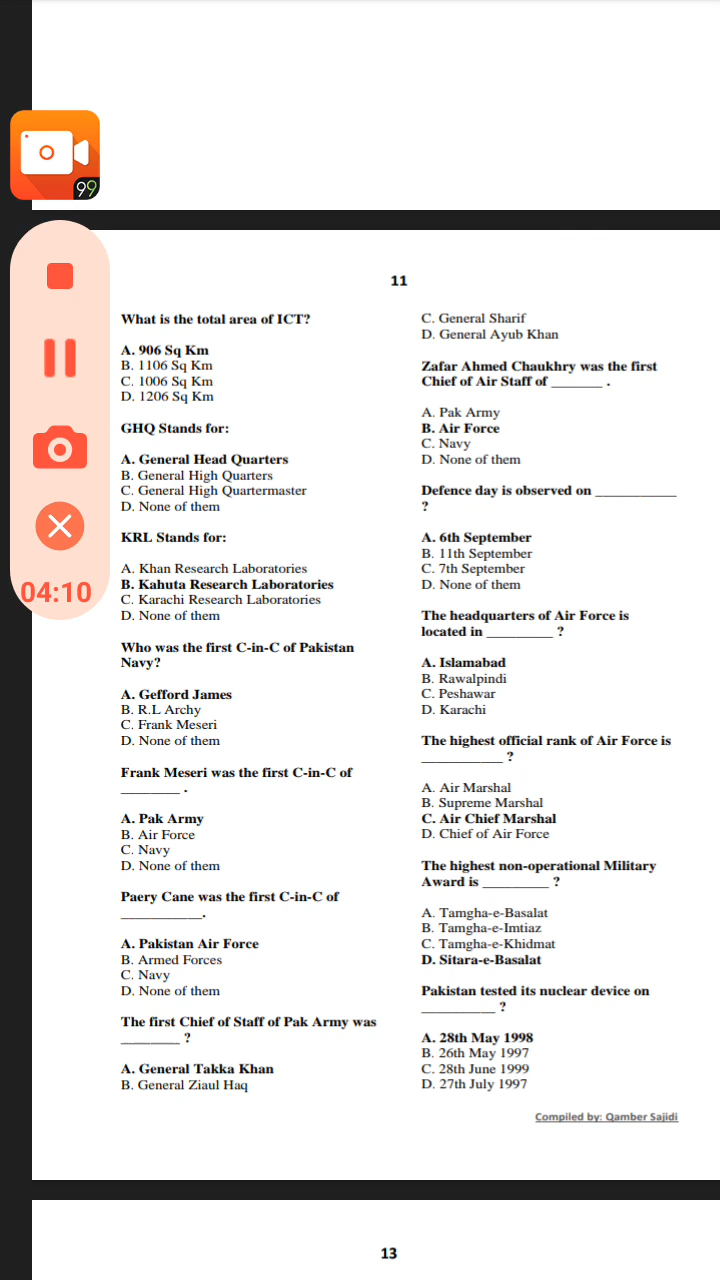 99
04:10
11
What is the total area of ICT?
A. 906 Sq Km
B. 1106 Sq Km
C. 1006 Sq Km
D. 1206 Sq Km
GHQ Stands for:
A. General Head Quarters
B. General High Quarters
C. General High Quartermaster
D. None of them
KRL Stands for:
A. Khan Research Laboratories
B. Kahuta Research Laboratories
C. Karachi Research Laboratories
D. None of them
Who was the first C-in-C of Pakistan
Navy?
A. Gefford James
B. R.L Archy
C. Frank Meseri
D. None of them
Frank Meseri was the first C-in-C of
________ .
A. Pak Army
B. Air Force
C. Navy
D. None of them
Paery Cane was the first C-in-C of
___________.
A. Pakistan Air Force
B. Armed Forces
C. Navy
D. None of them
The first Chief of Staff of Pak Army was
________ ?
A. General Takka Khan
B. General Ziaul Haq
C. General Sharif
D. General Ayub Khan
Zafar Ahmed Chaukhry was the first
Chief of Air Staff of _______ .
A. Pak Army
B. Air Force
C. Navy
D. None of them
Defence day is observed on ___________
?
A. 6th September
B. 11th September
C. 7th September
D. None of them
The headquarters of Air Force is
located in _________ ?
A. Islamabad
B. Rawalpindi
C. Peshawar
D. Karachi
The highest official rank of Air Force is
___________ ?
A. Air Marshal
B. Supreme Marshal
C. Air Chief Marshal
D. Chief of Air Force
The highest non-operational Military
Award is _________ ?
A. Tamgha-e-Basalat
B. Tamgha-e-Imtiaz
C. Tamgha-e-Khidmat
D. Sitara-e-Basalat
Pakistan tested its nuclear device on
__________ ?
A. 28th May 1998
B. 26th May 1997
C. 28th June 1999
D. 27th July 1997
Compiled by: Qamber Sajidi
13